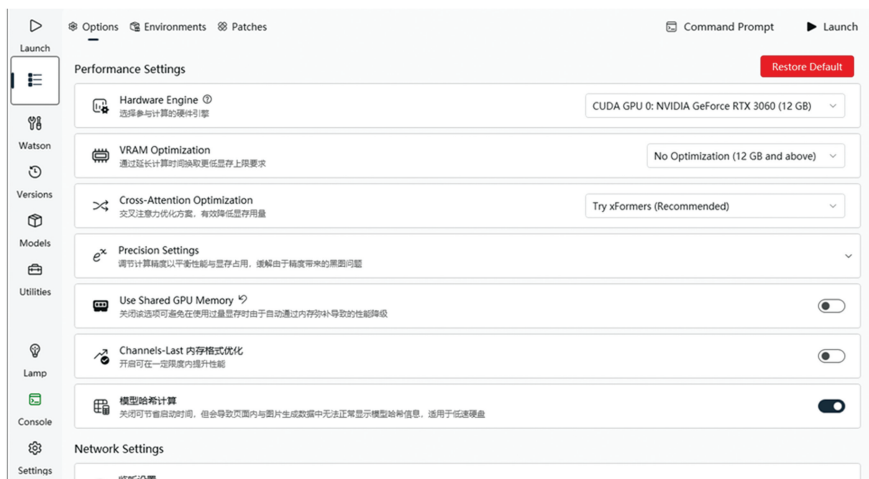 Options Environments Patches Command Prompt Launch
Launch
Watson
Versions
Models
Utilities
Lamp
Console
Settings
Performance Settings Restore Default
Hardware Engine CUDA GPU 0: NVIDIA GeForce RTX 3060 (12 GB)
选择参与计算的硬件引擎
VRAM Optimization No Optimization (12 GB and above)
通过延长计算时间换取更低显存上限要求
Cross-Attention Optimization Try xFormers (Recommended)
交叉注意力优化方案，有效降低显存用量
Precision Settings
调节计算精度以平衡性能与显存占用，缓解由于精度带来的黑图问题
Use Shared GPU Memory
关闭该选项可避免在使用过量显存时由于自动通过内存弥补导致的性能降级
Channels-Last 内存格式优化
开启可在一定限度内提升性能
模型哈希计算
关闭可节省启动时间，但会导致页面内与图片生成数据中无法正常显示模型哈希信息，适用于低速硬盘
Network Settings